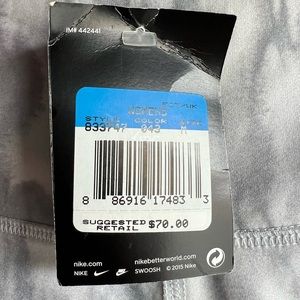 IM# 442441
WOMENS
STYLE COLOR
833747 043 M
8 86916 17483 3
SUGGESTED
RETAIL $70.00
nike.com nikebetterworld.com
NIKE SWOOSH © 2015 Nike